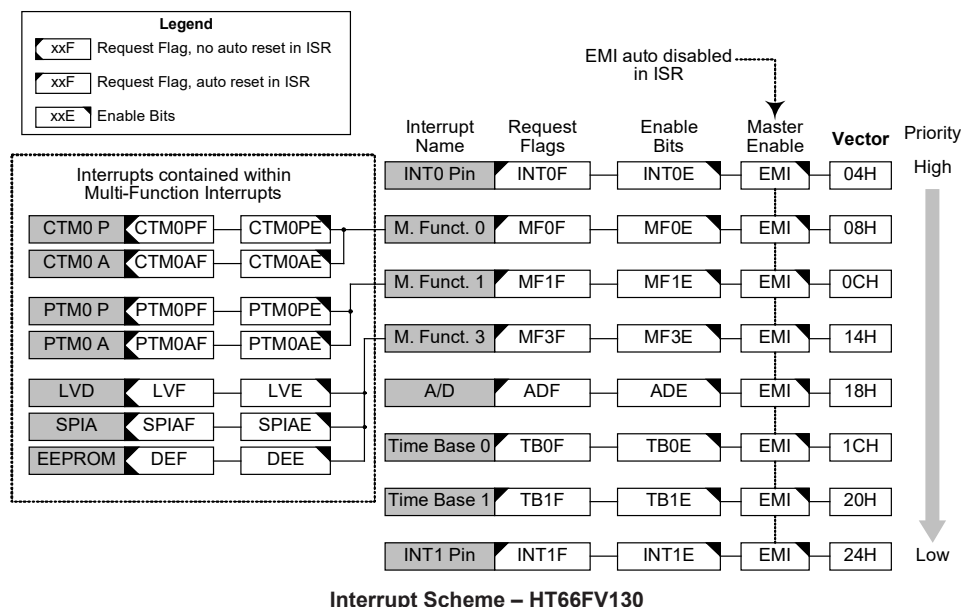 Legend
xxF Request Flag, no auto reset in ISR
xxF Request Flag, auto reset in ISR
xxE Enable Bits
EMI auto disabled
in ISR
Interrupt
Name
Request
Flags
Enable
Bits
Master
Enable
Vector
Priority
High
Low
INT0 Pin INT0F INT0E EMI 04H
M. Funct. 0 MF0F MF0E EMI 08H
M. Funct. 1 MF1F MF1E EMI 0CH
M. Funct. 3 MF3F MF3E EMI 14H
A/D ADF ADE EMI 18H
Time Base 0 TB0F TB0E EMI 1CH
Time Base 1 TB1F TB1E EMI 20H
INT1 Pin INT1F INT1E EMI 24H
Interrupts contained within
Multi-Function Interrupts
CTM0 P CTM0PF CTM0PE
CTM0 A CTM0AF CTM0AE
PTM0 P PTM0PF PTM0PE
PTM0 A PTM0AF PTM0AE
LVD LVF LVE
SPIA SPIAF SPIAE
EEPROM DEF DEE
Interrupt Scheme – HT66FV130